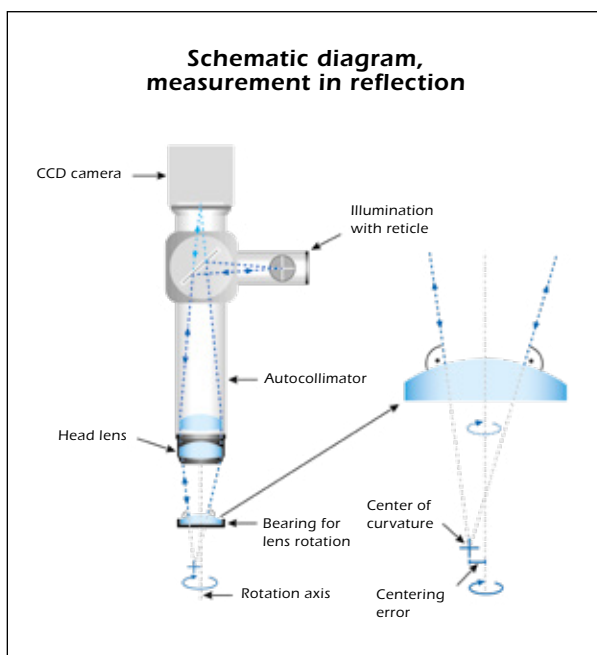 Schematic diagram,
measurement in reflection
CCD camera
Illumination
with reticle
Autocollimator
Head lens
Bearing for
lens rotation
Rotation axis
Center of
curvature
Centering
error